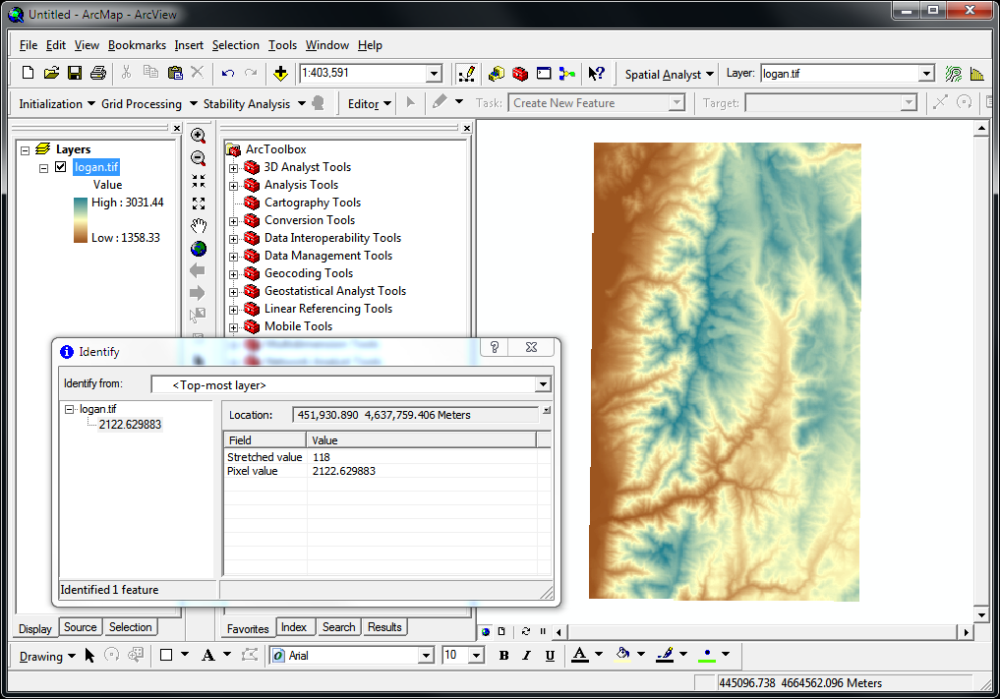 Untitled - ArcMap - ArcView
File Edit View Bookmarks Insert Selection Tools Window Help
1:403,591 Spatial Analyst Layer: logan.tif
Initialization Grid Processing Stability Analysis Editor Task: Create New Feature Target:
Layers
logan.tif
Value
High : 3031.44
Low : 1358.33
ArcToolbox
3D Analyst Tools
Analysis Tools
Cartography Tools
Conversion Tools
Data Interoperability Tools
Data Management Tools
Geocoding Tools
Geostatistical Analyst Tools
Linear Referencing Tools
Mobile Tools
Identify
Identify from: <Top-most layer>
logan.tif
2122.629883
Location: 451,930.890 4,637,759.406 Meters
Field Value
Stretched value 118
Pixel value 2122.629883
Identified 1 feature
Display Source Selection
Favorites Index Search Results
Drawing A Arial 10 B I U A
445096.738 4664562.096 Meters